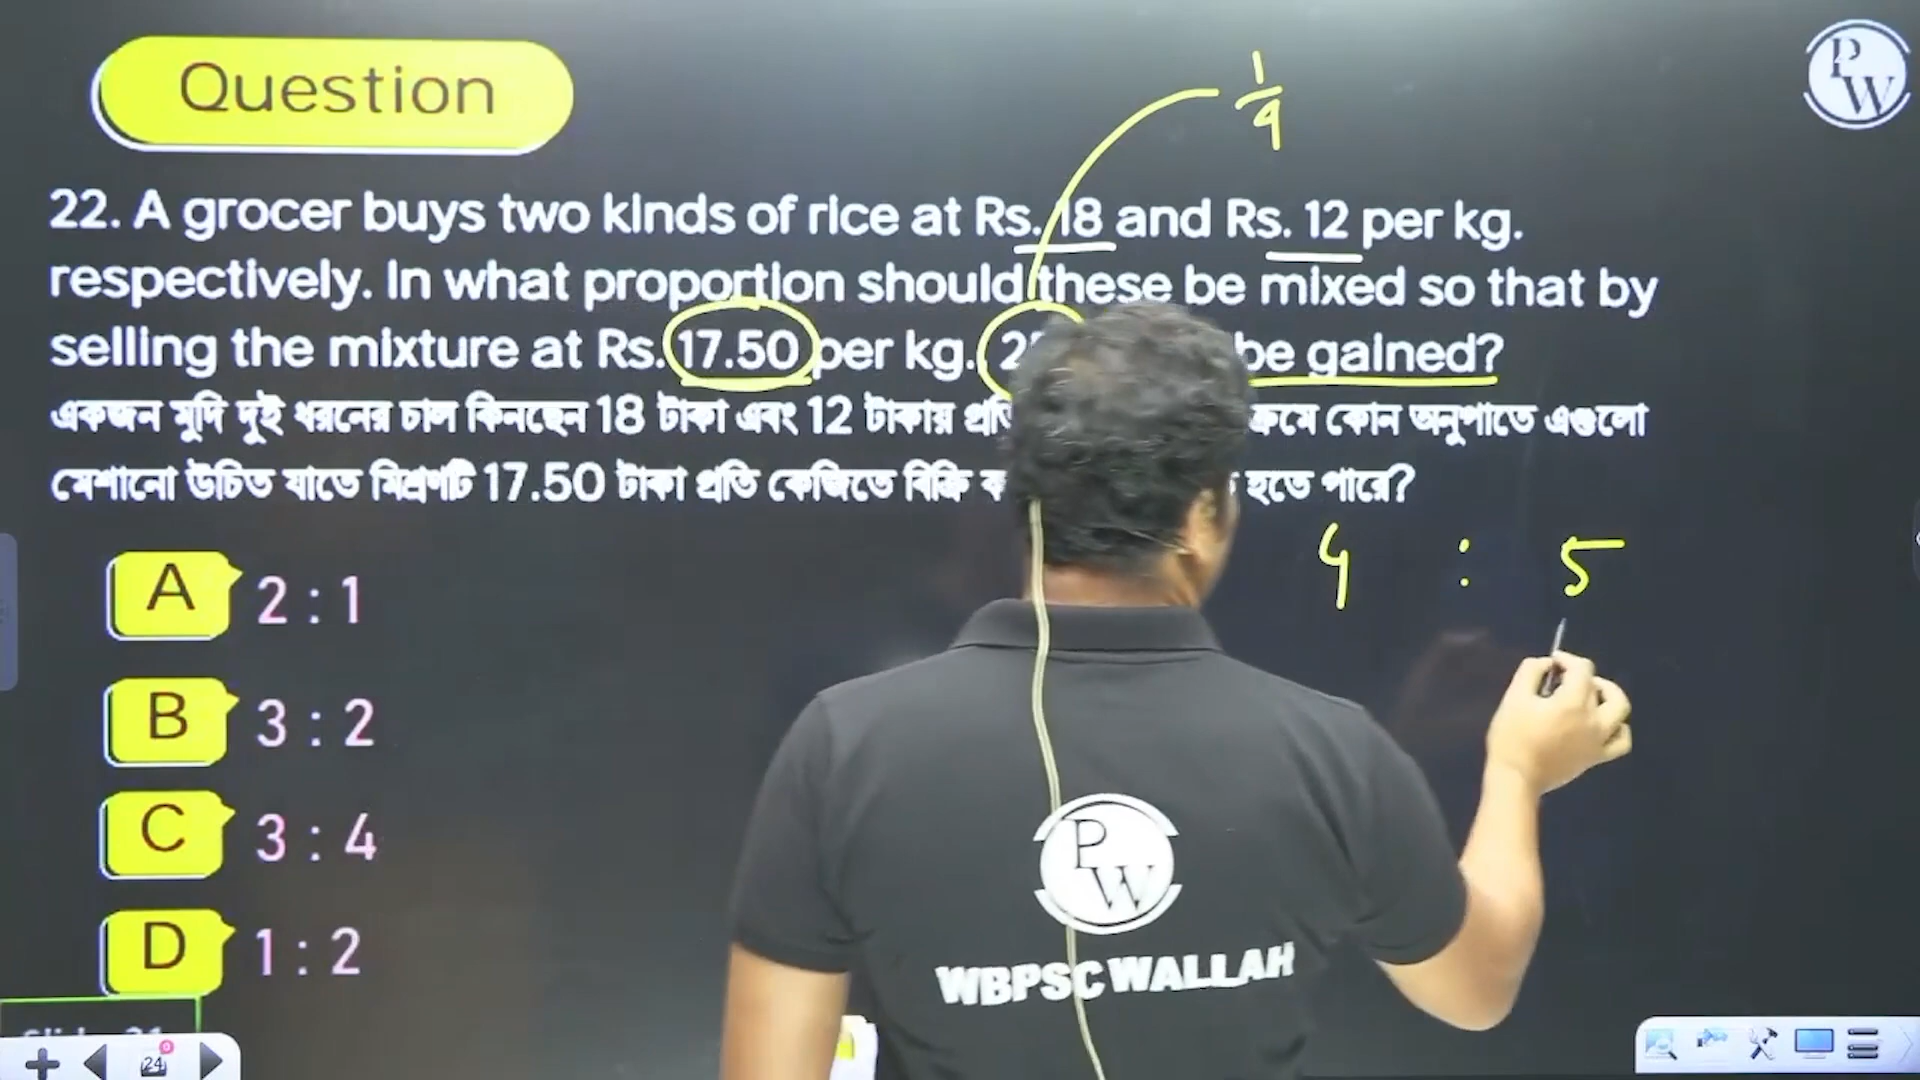 Question
1
4
22. A grocer buys two kinds of rice at Rs. 18 and Rs. 12 per kg.
respectively. In what proportion should these be mixed so that by
selling the mixture at Rs. 17.50 per kg. be gained?
একজন মুদি দুই ধরনের চাল কিনছেন 18 টাকা এবং 12 টাকায় কোন অনুপাতে এগুলো
মেশানো উচিত যাতে মিশ্রণটি 17.50 টাকা প্রতি কেজিতে বিক্রি হতে পারে?
4 : 5
A 2 : 1
B 3 : 2
C 3 : 4
D 1 : 2
PW
PW
WBPSC WALLAH
24